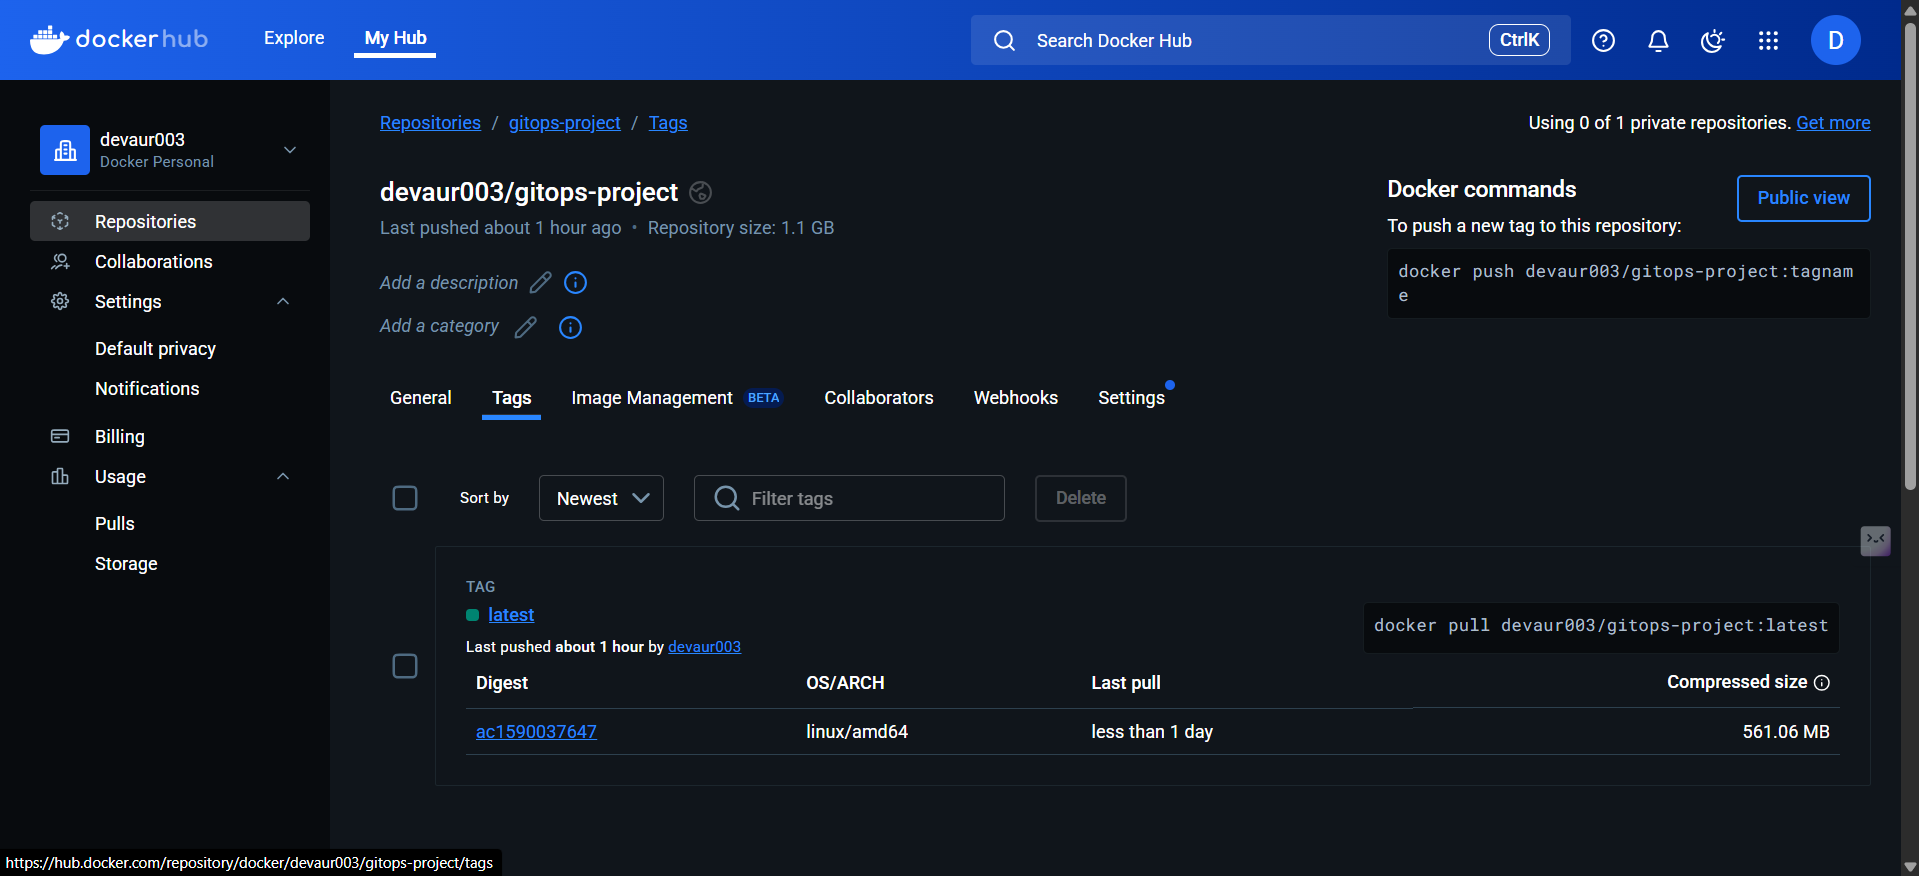 docker hub
Explore
My Hub
Search Docker Hub
CtrlK
D
devaur003
Docker Personal
Repositories
Collaborations
Settings
Default privacy
Notifications
Billing
Usage
Pulls
Storage
Repositories / gitops-project / Tags
Using 0 of 1 private repositories. Get more
devaur003/gitops-project
Last pushed about 1 hour ago • Repository size: 1.1 GB
Add a description
Add a category
Docker commands
Public view
To push a new tag to this repository:
docker push devaur003/gitops-project:tagnam
e
General
Tags
Image Management BETA
Collaborators
Webhooks
Settings
Sort by
Newest
Filter tags
Delete
TAG
latest
Last pushed about 1 hour by devaur003
docker pull devaur003/gitops-project:latest
Digest
OS/ARCH
Last pull
Compressed size
ac1590037647
linux/amd64
less than 1 day
561.06 MB
https://hub.docker.com/repository/docker/devaur003/gitops-project/tags